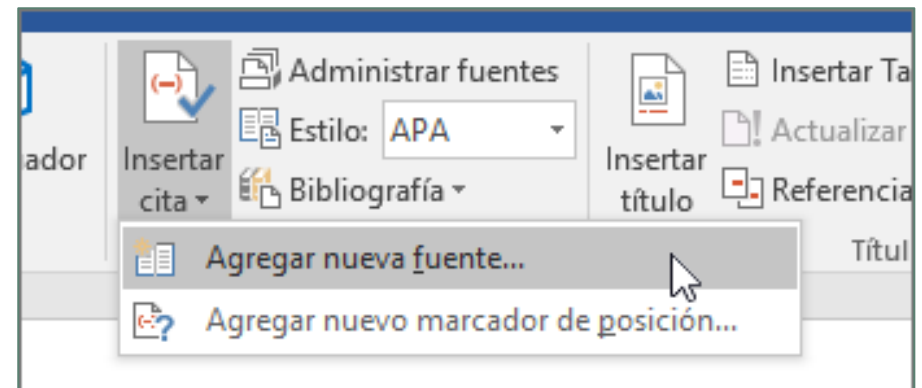 Administrar fuentes
Insertar Ta
Estilo: APA
Actualizar
ador
Insertar
cita
Bibliografía
Insertar
título
Referencia
Títul
Agregar nueva fuente...
Agregar nuevo marcador de posición...